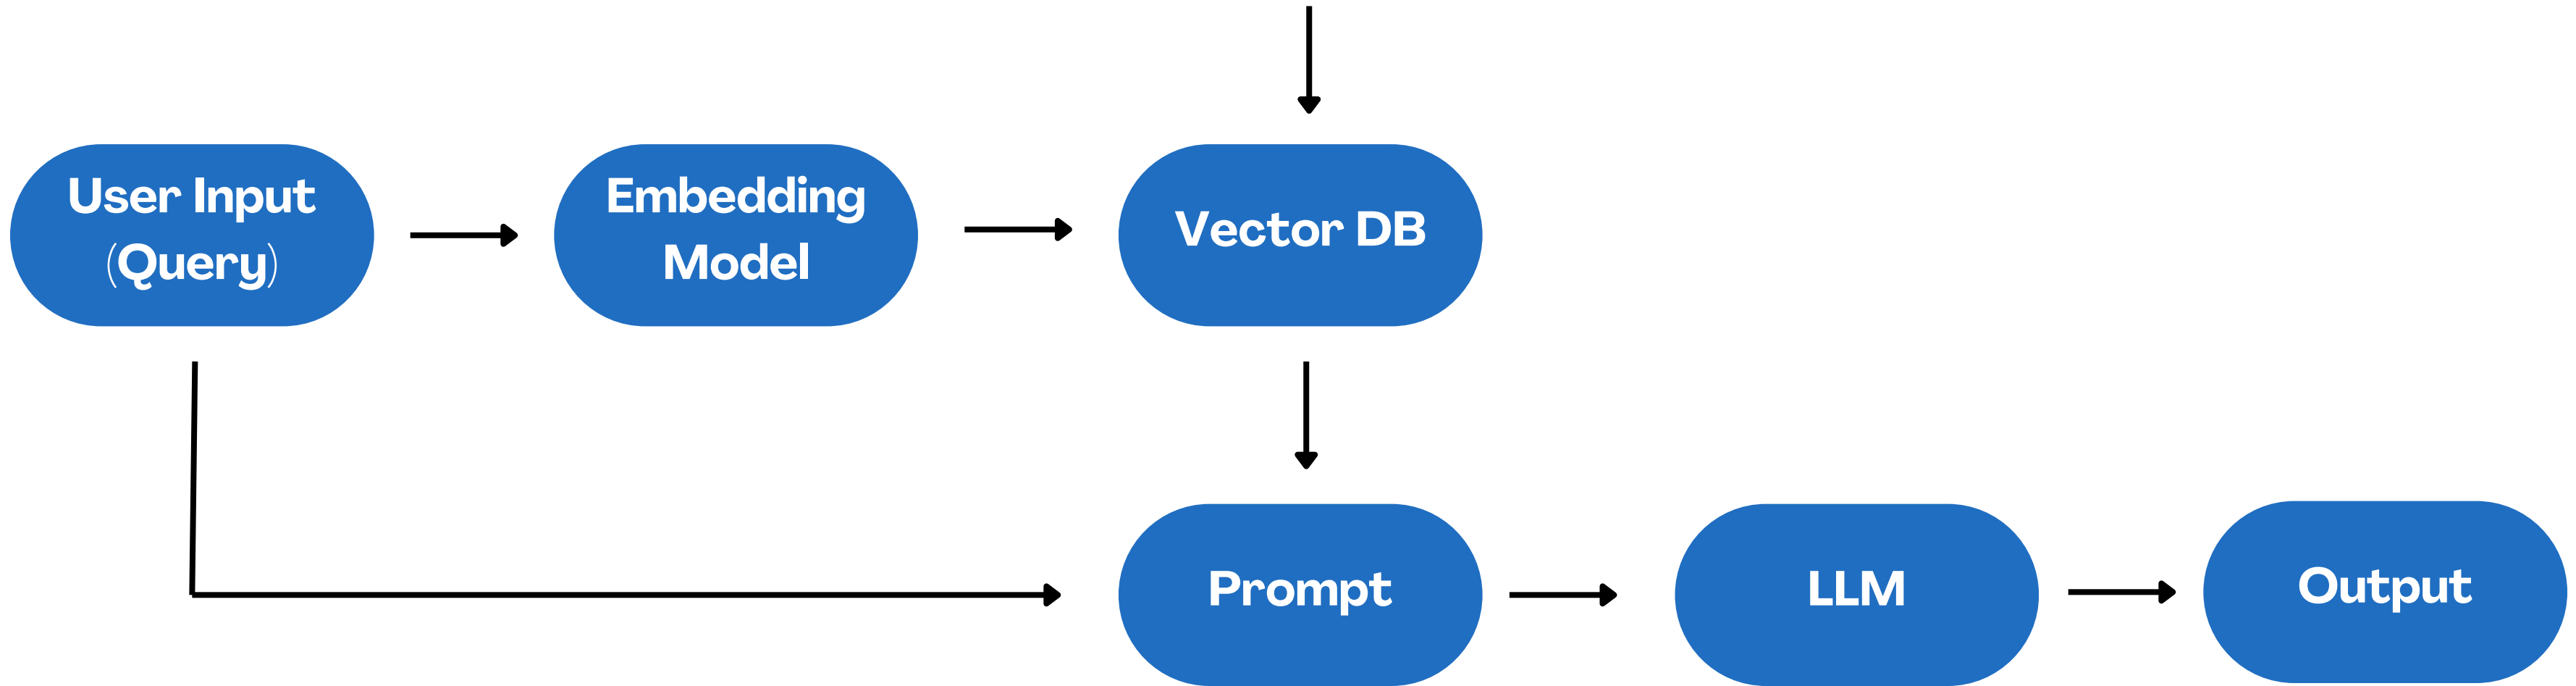 User Input
(Query)
Embedding
Model
Vector DB
Prompt
LLM
Output